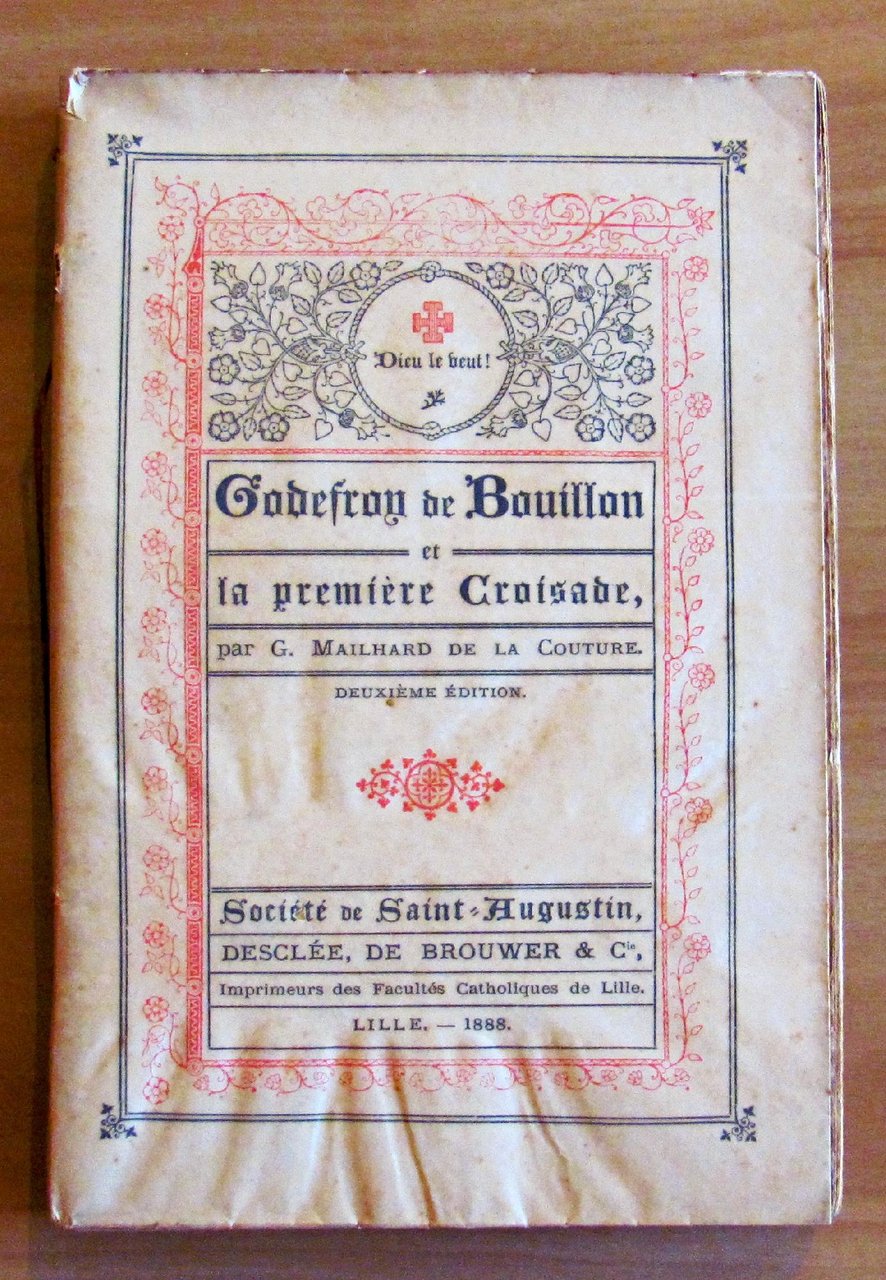 Dieu le veut!
Godefroy de Bouillon
et
la première Croisade,
par G. MAILHARD DE LA COUTURE.
DEUXIÈME ÉDITION.
Société de Saint-Augustin,
DESCLÉE, DE BROUWER & Cie,
Imprimeurs des Facultés Catholiques de Lille.
LILLE. — 1888.